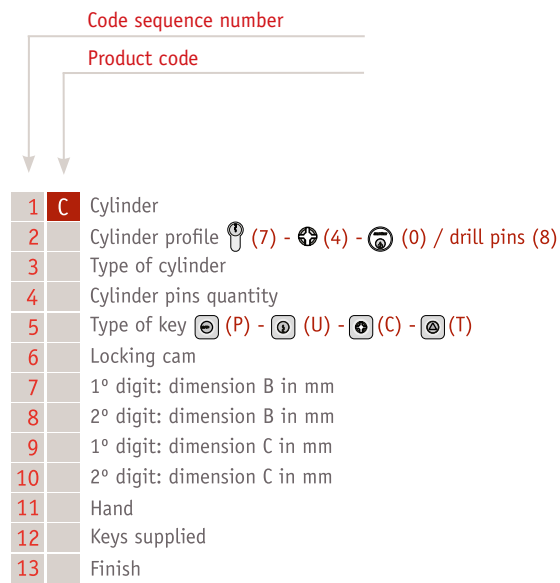 Code sequence number
Product code
1 C Cylinder
2 Cylinder profile (7) - (4) - (0) / drill pins (8)
3 Type of cylinder
4 Cylinder pins quantity
5 Type of key (P) - (U) - (C) - (T)
6 Locking cam
7 1º digit: dimension B in mm
8 2º digit: dimension B in mm
9 1º digit: dimension C in mm
10 2º digit: dimension C in mm
11 Hand
12 Keys supplied
13 Finish